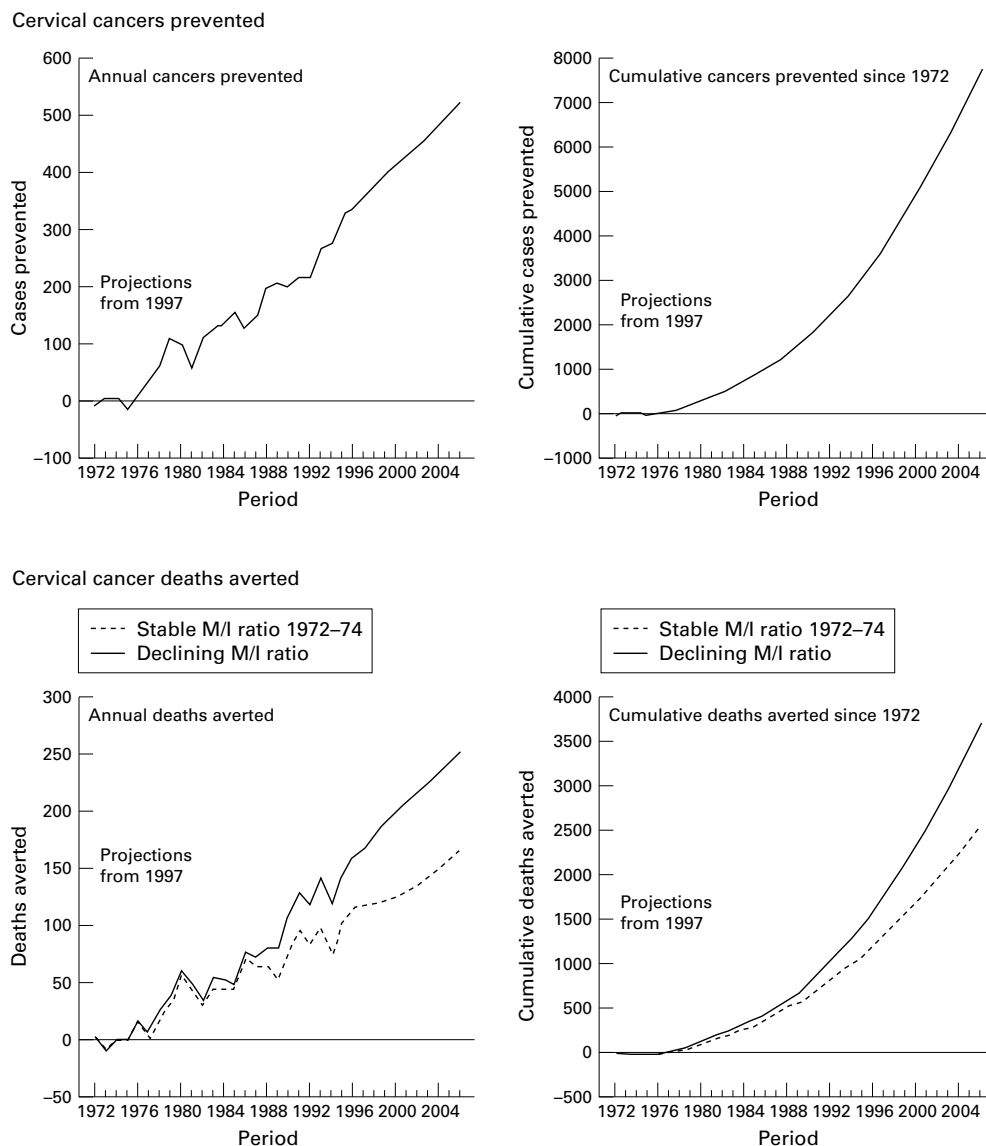 Cervical cancers prevented
Annual cancers prevented
Cases prevented
600
500
400
300
200
100
0
–100
Projections
from 1997
1972 1976 1980 1984 1988 1992 1996 2000 2004
Period
Cumulative cancers prevented since 1972
Cumulative cases prevented
8000
7000
6000
5000
4000
3000
2000
1000
0
–1000
Projections
from 1997
1972 1976 1980 1984 1988 1992 1996 2000 2004
Period
Cervical cancer deaths averted
Stable M/I ratio 1972–74
Declining M/I ratio
Annual deaths averted
Deaths averted
300
250
200
150
100
50
0
–50
Projections
from 1997
1972 1976 1980 1984 1988 1992 1996 2000 2004
Period
Stable M/I ratio 1972–74
Declining M/I ratio
Cumulative deaths averted since 1972
Cumulative deaths averted
4000
3500
3000
2500
2000
1500
1000
500
0
–500
Projections
from 1997
1972 1976 1980 1984 1988 1992 1996 2000 2004
Period